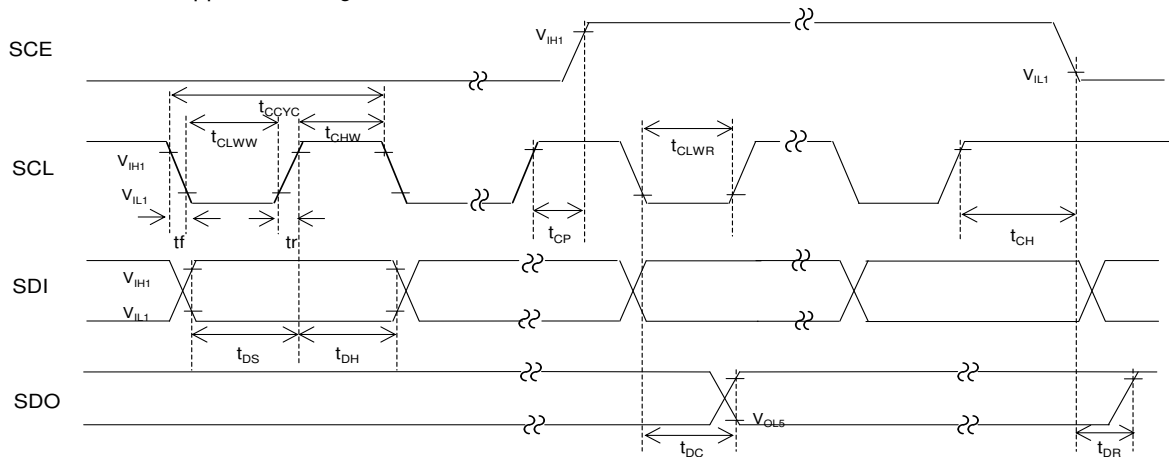 SCE
V_IH1
V_IL1
t_CCYC
t_CLWW
t_CHW
t_CLWR
SCL
V_IH1
V_IL1
tf
tr
t_CP
t_CH
SDI
V_IH1
V_IL1
t_DS
t_DH
SDO
V_OL5
t_DC
t_DR